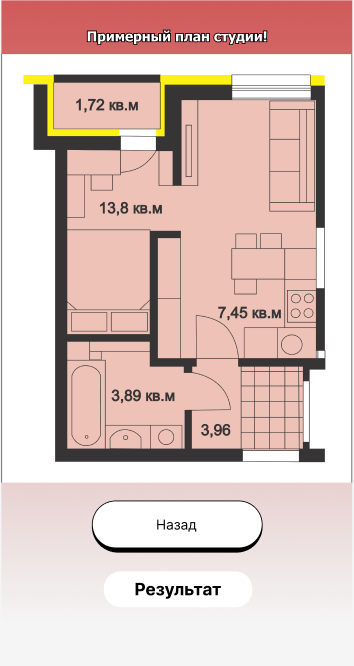 Примерный план студии!
1,72 кв.м
13,8 кв.м
7,45 кв.м
3,89 кв.м
3,96
Назад
Результат